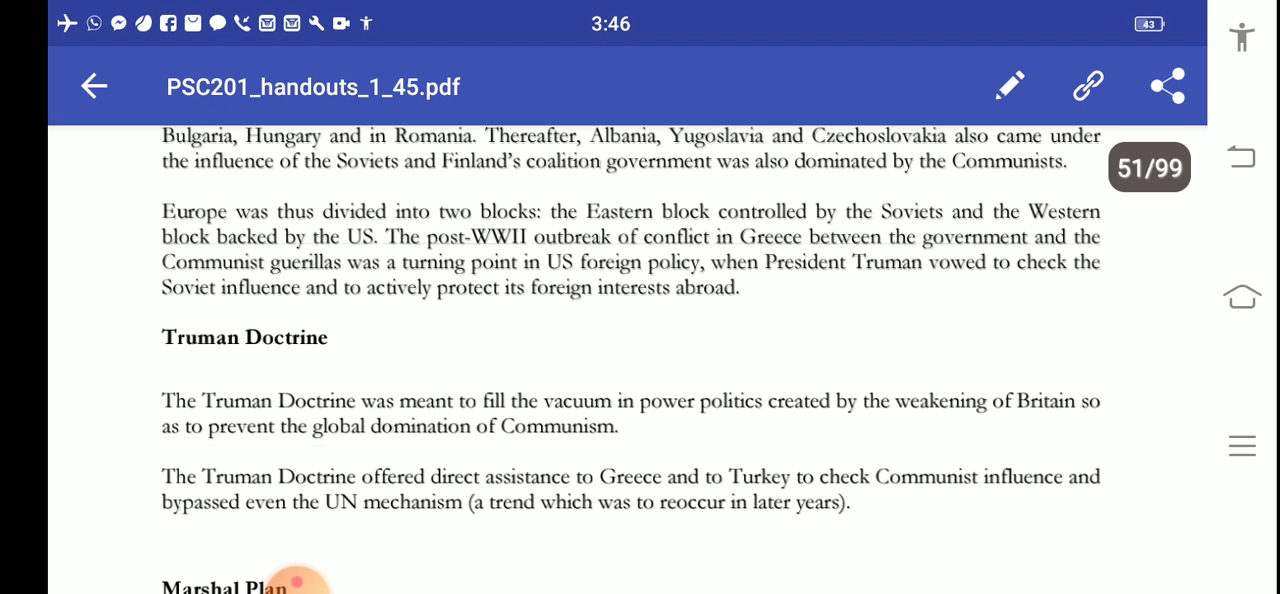 3:46
43
PSC201_handouts_1_45.pdf
Bulgaria, Hungary and in Romania. Thereafter, Albania, Yugoslavia and Czechoslovakia also came under
the influence of the Soviets and Finland's coalition government was also dominated by the Communists.
51/99
Europe was thus divided into two blocks: the Eastern block controlled by the Soviets and the Western
block backed by the US. The post-WWII outbreak of conflict in Greece between the government and the
Communist guerillas was a turning point in US foreign policy, when President Truman vowed to check the
Soviet influence and to actively protect its foreign interests abroad.
Truman Doctrine
The Truman Doctrine was meant to fill the vacuum in power politics created by the weakening of Britain so
as to prevent the global domination of Communism.
The Truman Doctrine offered direct assistance to Greece and to Turkey to check Communist influence and
bypassed even the UN mechanism (a trend which was to reoccur in later years).
Marshal Plan